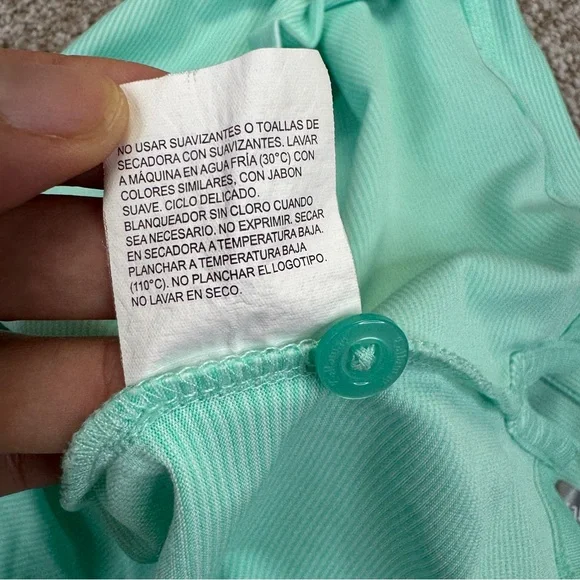 NO USAR SUAVIZANTES O TOALLAS DE
SECADORA CON SUAVIZANTES. LAVAR
A MÁQUINA EN AGUA FRÍA (30°C) CON
COLORES SIMILARES, CON JABON
SUAVE. CICLO DELICADO.
BLANQUEADOR SIN CLORO CUANDO
SEA NECESARIO. NO EXPRIMIR. SECAR
EN SECADORA A TEMPERATURA BAJA
PLANCHAR A TEMPERATURA BAJA
(110°C). NO PLANCHAR EL LOGOTIPO.
NO LAVAR EN SECO.